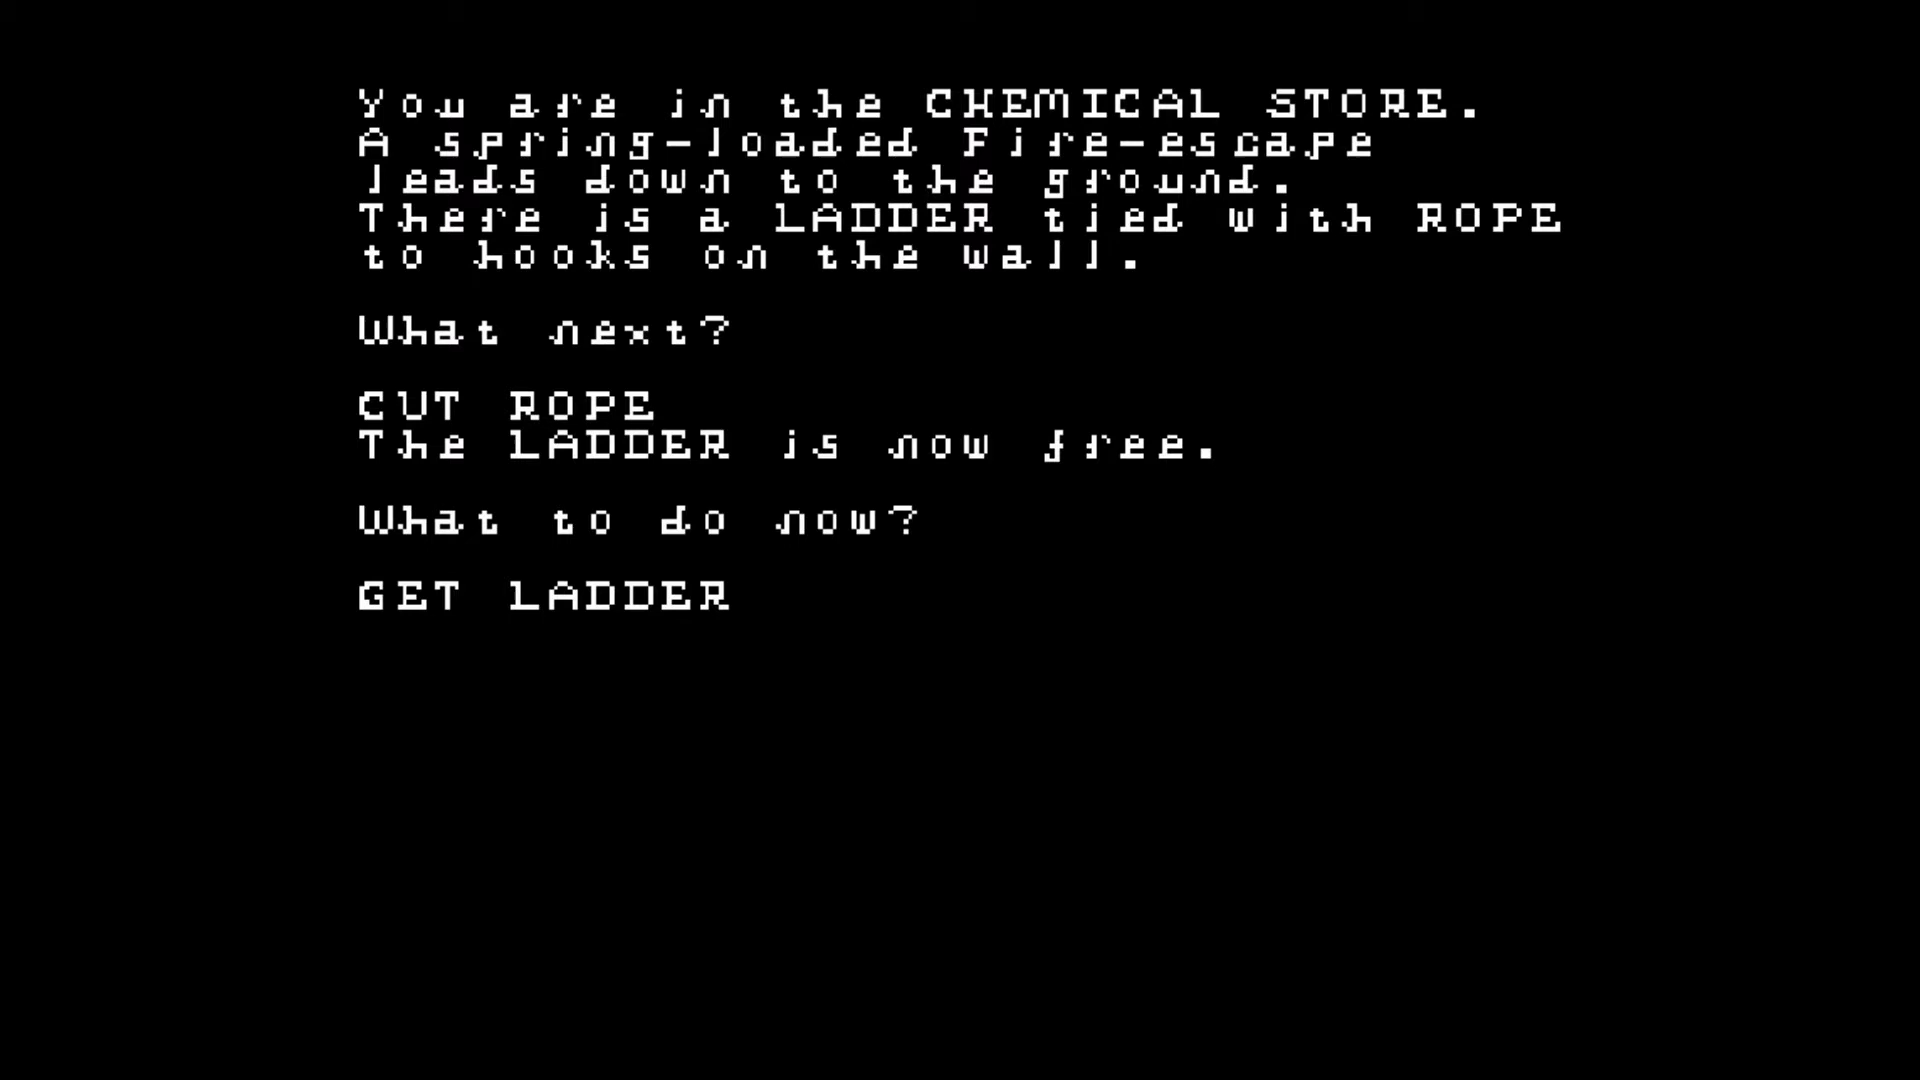 You are in the CHEMICAL STORE.
A spring-loaded Fire-escape
leads down to the ground.
There is a LADDER tied with ROPE
to hooks on the wall.
What next?
CUT ROPE
The LADDER is now free.
What to do now?
GET LADDER